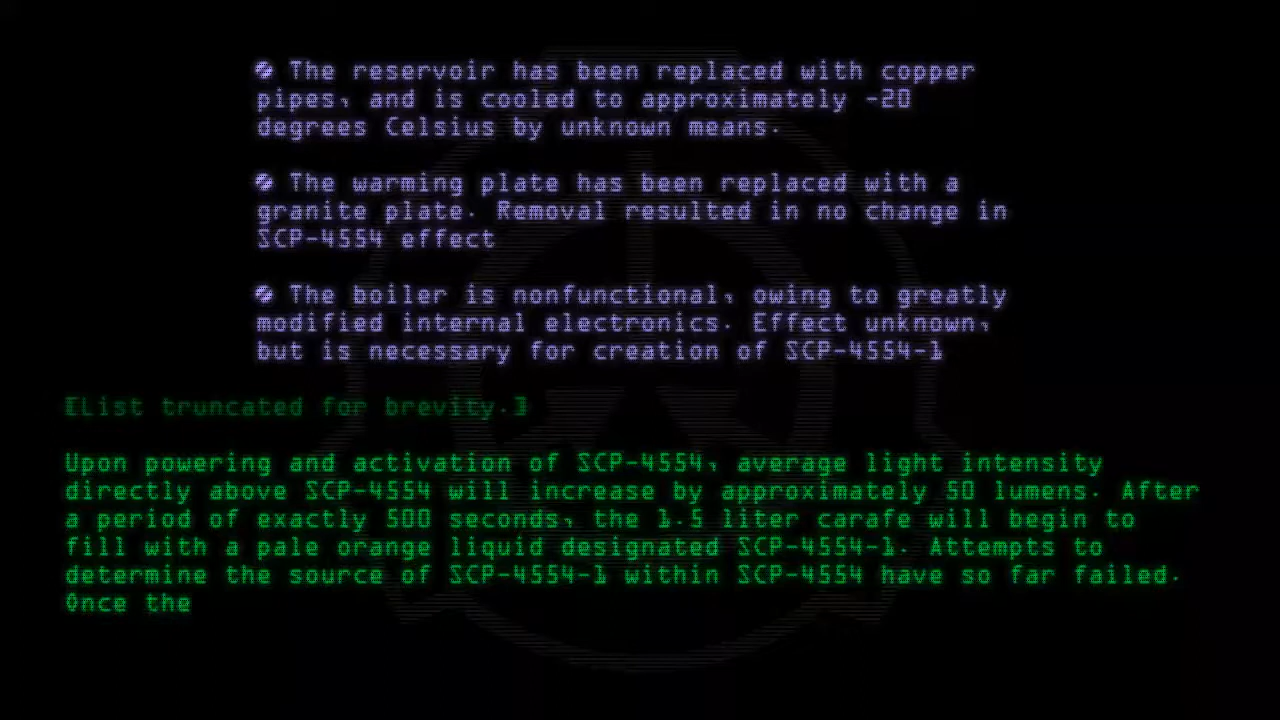 The reservoir has been replaced with copper
pipes, and is cooled to approximately -20
degrees Celsius by unknown means.
The warming plate has been replaced with a
granite plate. Removal resulted in no change in
SCP-4554 effect
The boiler is nonfunctional, owing to greatly
modified internal electronics. Effect unknown,
but is necessary for creation of SCP-4554-1
[List truncated for brevity.]
Upon powering and activation of SCP-4554, average light intensity
directly above SCP-4554 will increase by approximately 50 lumens. After
a period of exactly 500 seconds, the 1.5 liter carafe will begin to
fill with a pale orange liquid designated SCP-4554-1. Attempts to
determine the source of SCP-4554-1 within SCP-4554 have so far failed.
Once the